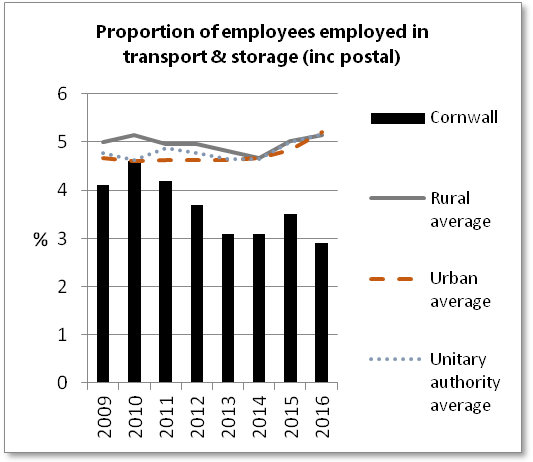 Proportion of employees employed in
transport & storage (inc postal)
6
5
4
3
2
1
0
%
2009
2010
2011
2012
2013
2014
2015
2016
Cornwall
Rural
average
Urban
average
Unitary
authority
average